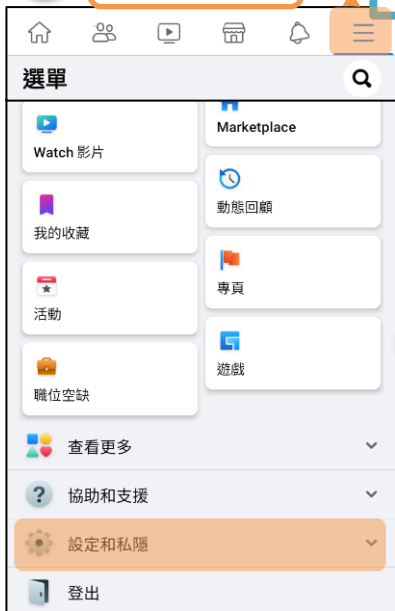 選單
Marketplace
Watch 影片
動態回顧
我的收藏
專頁
活動
遊戲
職位空缺
查看更多
?
協助和支援
設定和私隱
登出